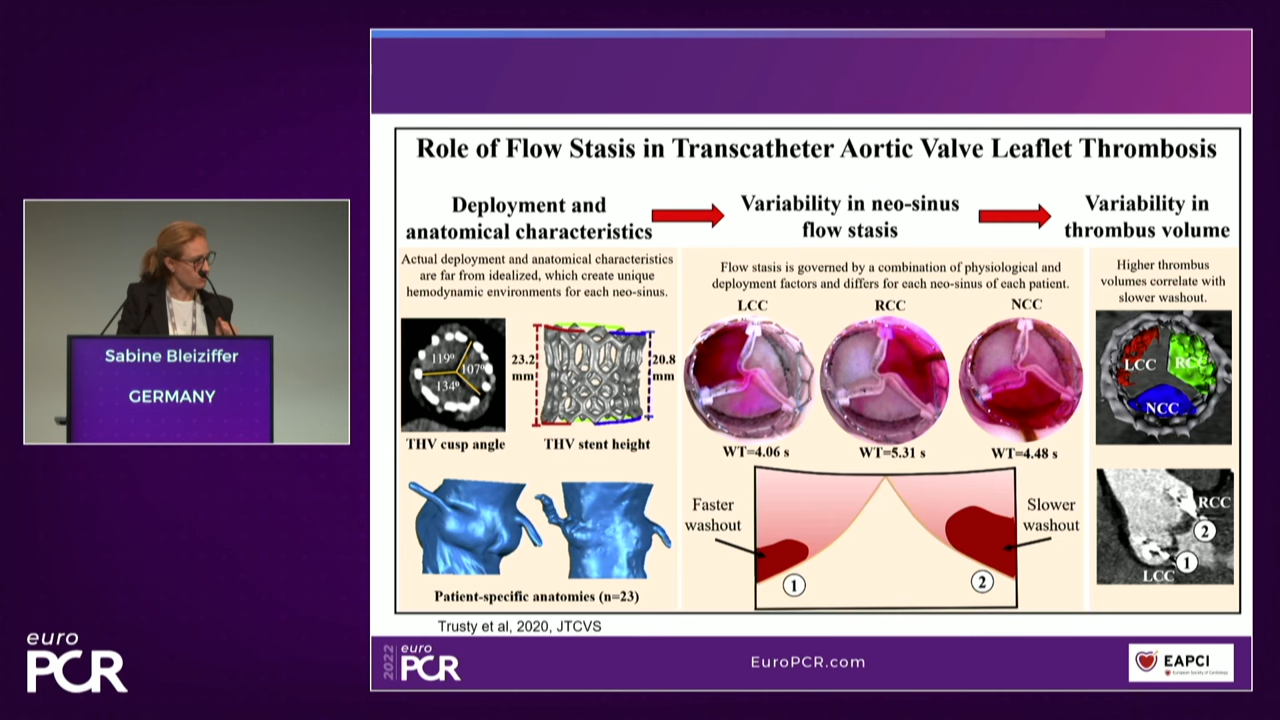 Sabine Bleiziffer
GERMANY
euro
PCR
Role of Flow Stasis in Transcatheter Aortic Valve Leaflet Thrombosis
Deployment and
anatomical characteristics
Actual deployment and anatomical characteristics
are far from idealized, which create unique
hemodynamic environments for each neo-sinus.
119°
107°
134°
THV cusp angle
23.2
mm
20.8
mm
THV stent height
Patient-specific anatomies (n=23)
Variability in neo-sinus
flow stasis
Flow stasis is governed by a combination of physiological and
deployment factors and differs for each neo-sinus of each patient.
LCC
RCC
NCC
WT=4.06 s
WT=5.31 s
WT=4.48 s
Faster
washout
Slower
washout
1
2
Variability in
thrombus volume
Higher thrombus
volumes correlate with
slower washout.
LCC
RCC
NCC
RCC
2
1
LCC
Trusty et al, 2020, JTCVS
2022
euro
PCR
EuroPCR.com
EAPCI